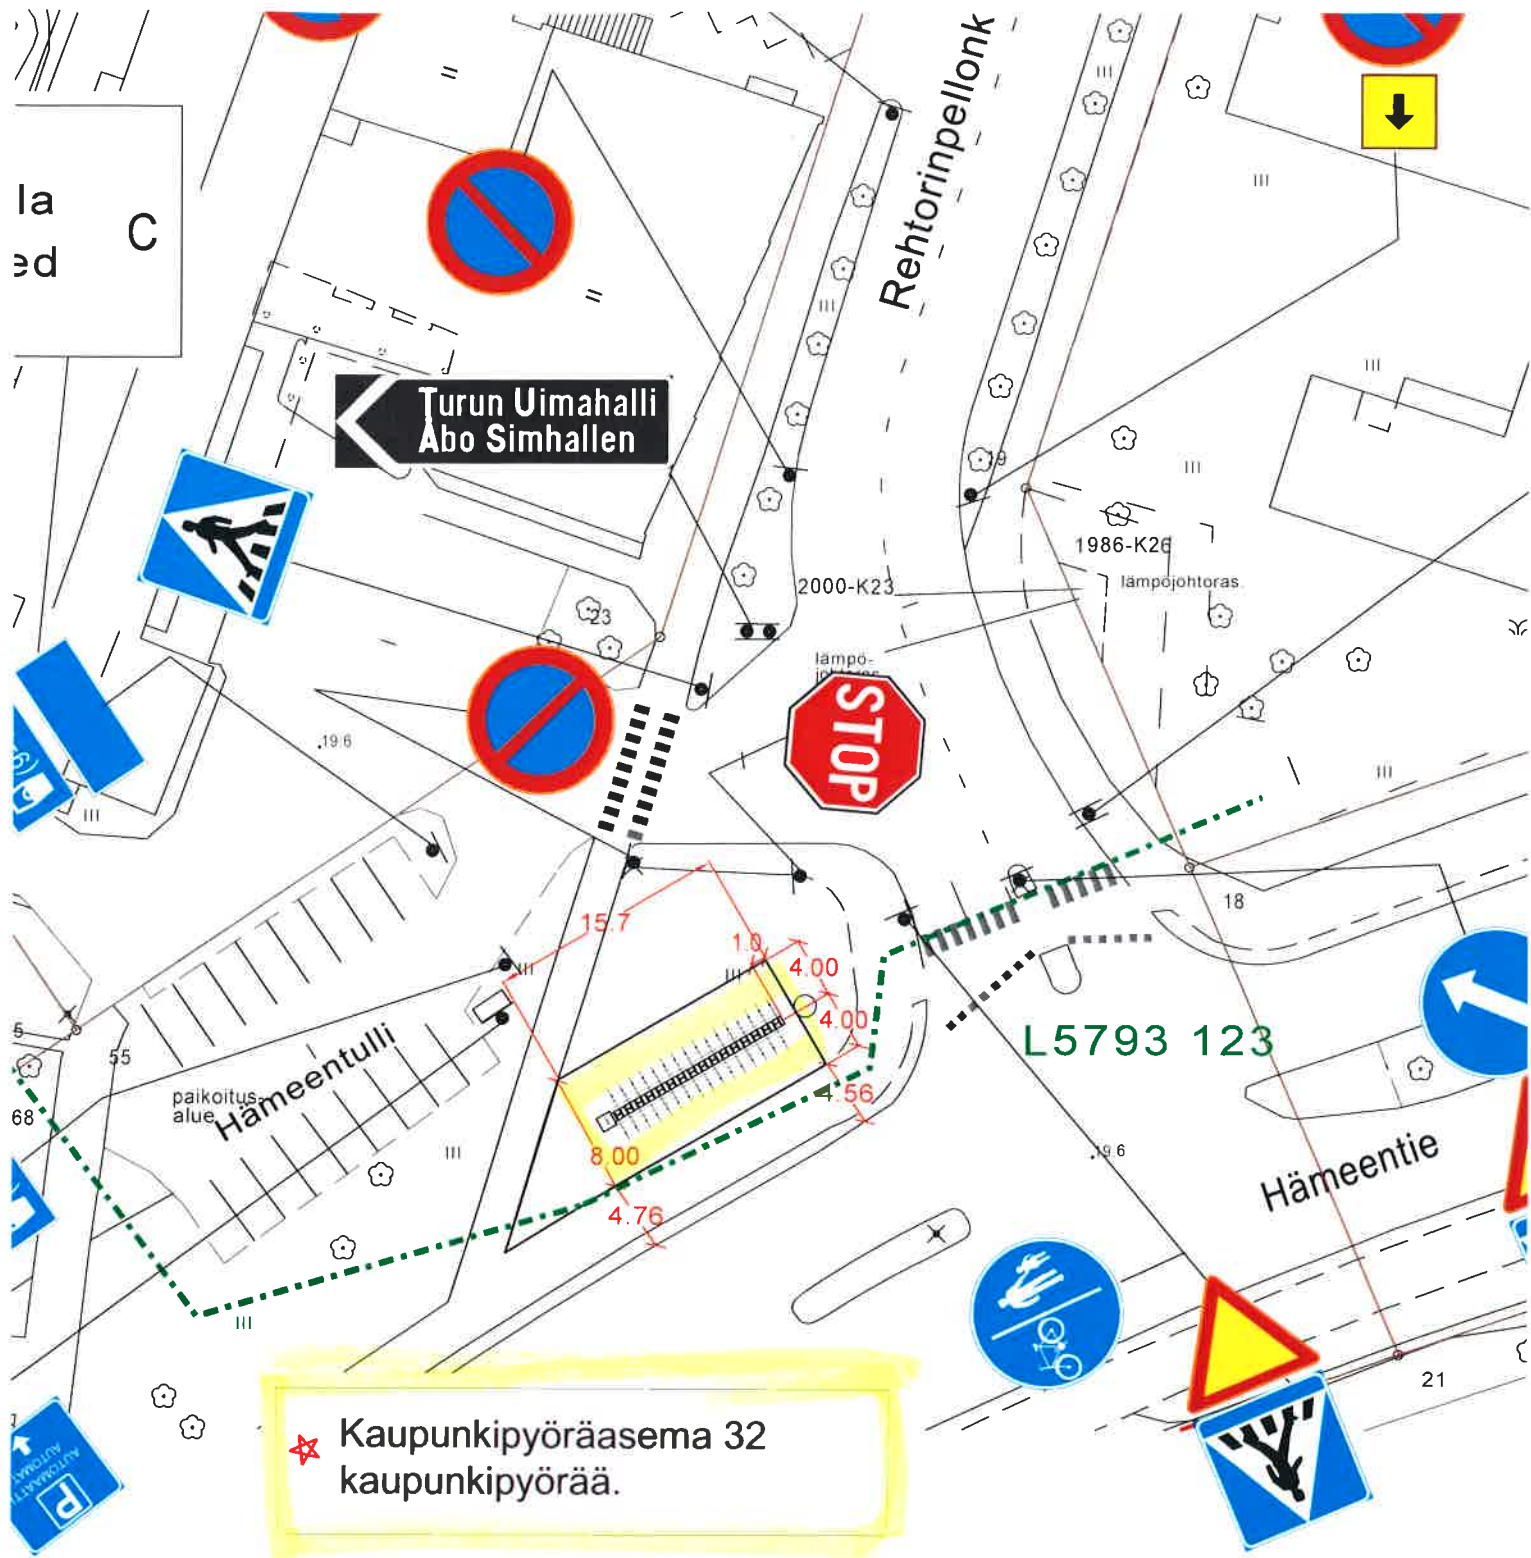 Rehtorinpellonk
la
ed
C
Turun Uimahalli
Åbo Simhallen
19
1986-K26
2000-K23
lämpöjohtoras.
23
lämpö-
STOP
19.6
18
15.7
1.0
4.00
4.00
L5793 123
55
68
paikoitus-
alue
Hämeentulli
4.56
8.00
4.76
19.6
Hämeentie
21
Kaupunkipyöräasema 32
kaupunkipyörää.
P